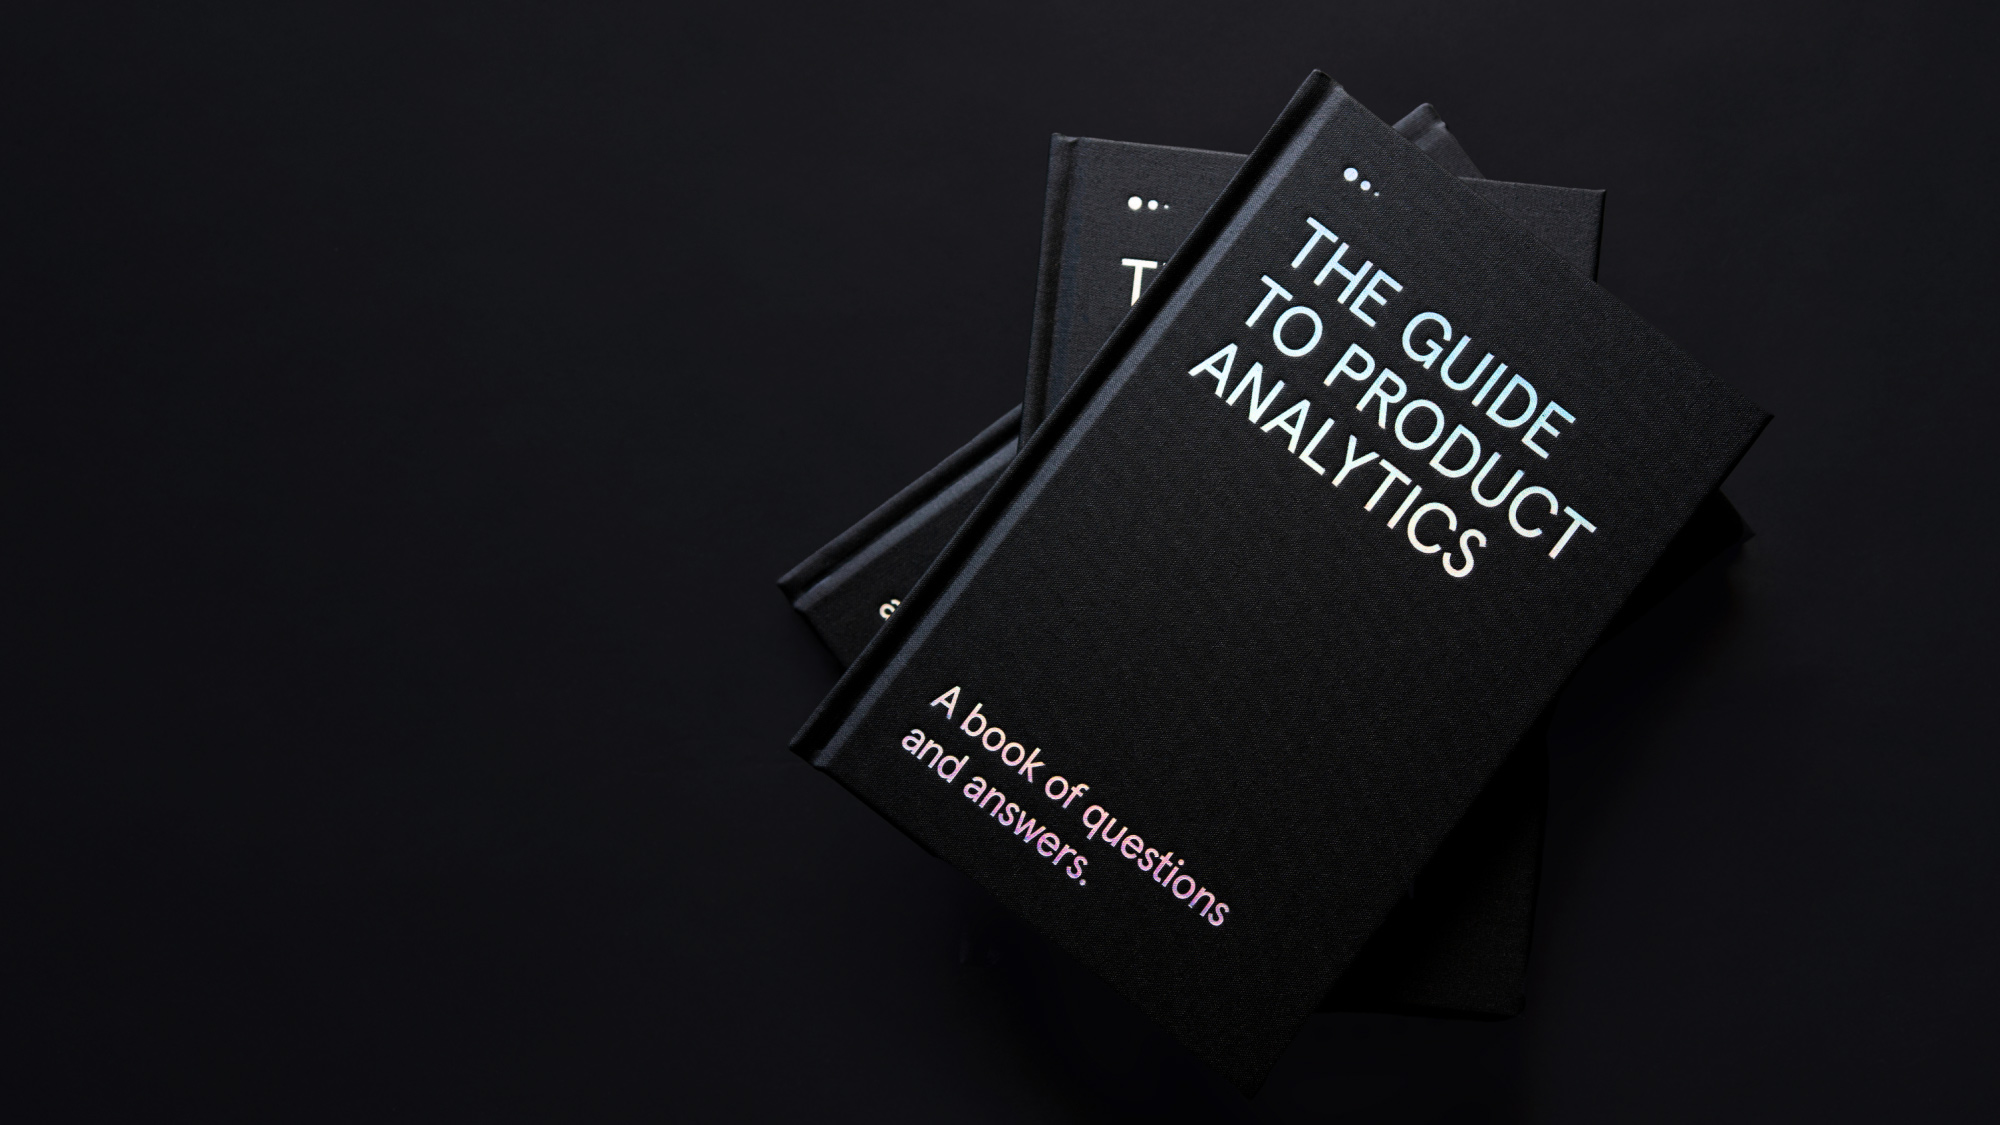 THE GUIDE
TO PRODUCT
ANALYTICS
A book of questions
and answers.